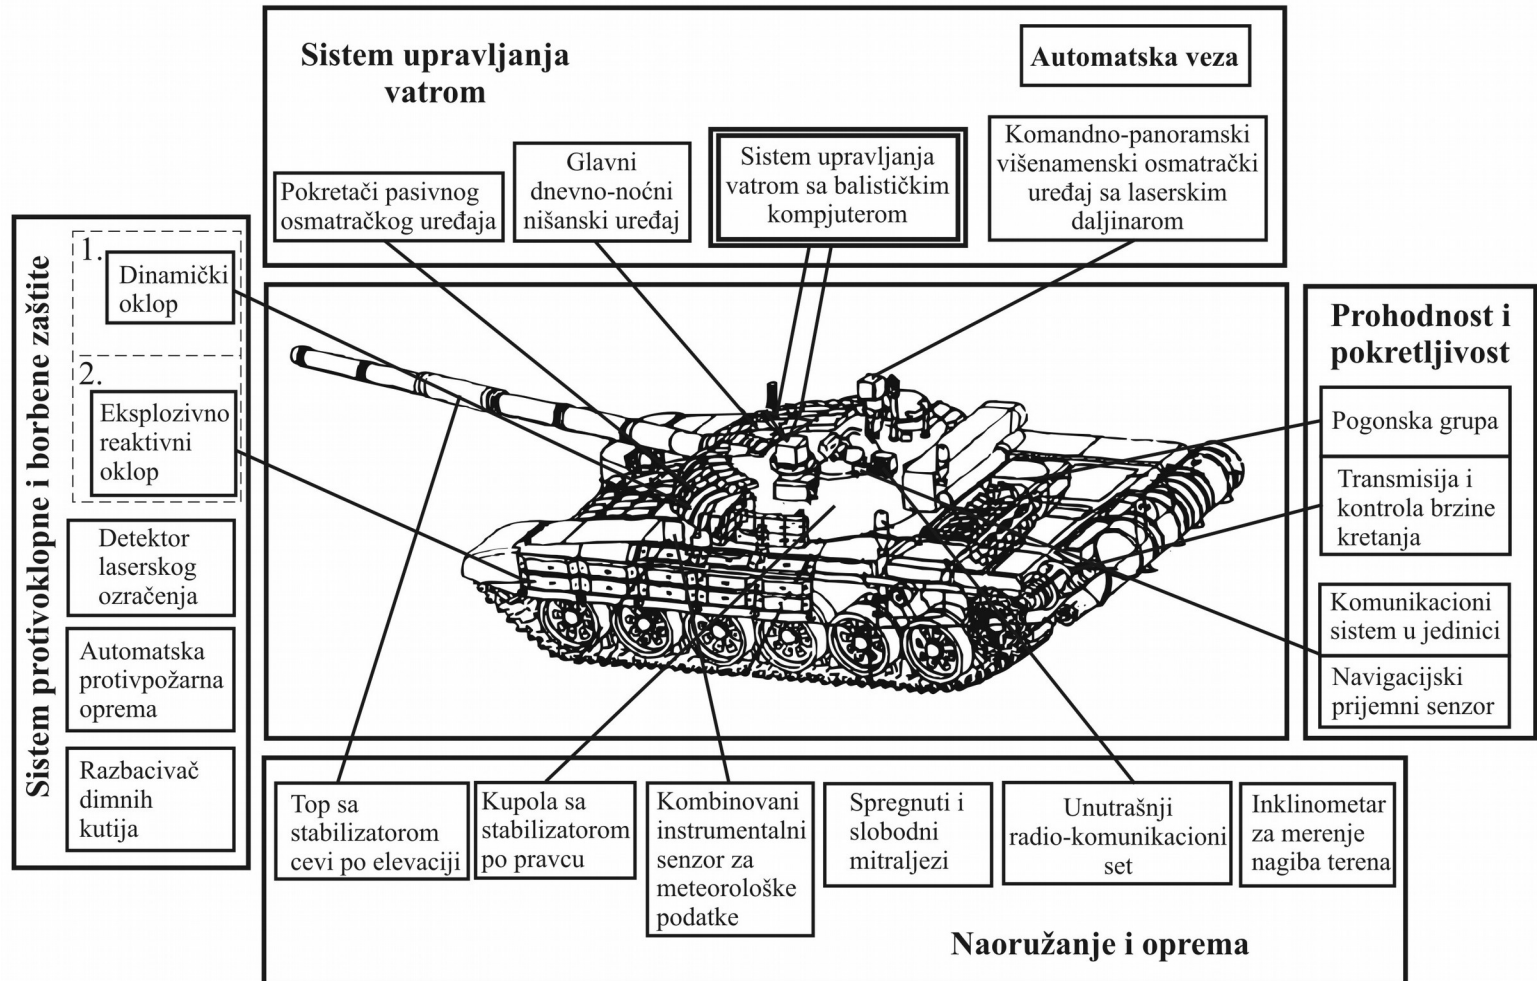 Sistem upravljanja
vatrom
Automatska veza
Pokretači pasivnog
osmatračkog uređaja
Glavni
dnevno-noćni
nišanski uređaj
Sistem upravljanja
vatrom sa balističkim
kompjuterom
Komandno-panoramski
višenamenski osmatrački
uređaj sa laserskim
daljinarom
Sistem protivoklopne i borbene zaštite
1.
Dinamički
oklop
2.
Eksplozivno
reaktivni
oklop
Detektor
laserskog
ozračenja
Automatska
protivpožarna
oprema
Razbacivač
dimnih
kutija
Prohodnost i
pokretljivost
Pogonska grupa
Transmisija i
kontrola brzine
kretanja
Komunikacioni
sistem u jedinici
Navigacijski
prijemni senzor
Top sa
stabilizatorom
cevi po elevaciji
Kupola sa
stabilizatorom
po pravcu
Kombinovani
instrumentalni
senzor za
meteorološke
podatke
Spregnuti i
slobodni
mitraljezi
Unutrašnji
radio-komunikacioni
set
Inklinometar
za merenje
nagiba terena
Naoružanje i oprema